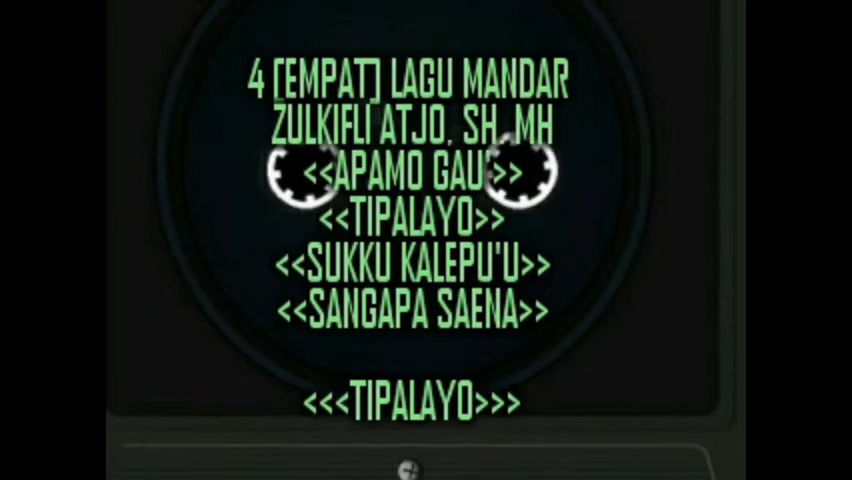 4 [EMPAT] LAGU MANDAR
ZULKIFLI ATJO, SH, MH
<<APAMO GAU'>>
<<TIPALAYO>>
<<SUKKU KALEPU'U>>
<<SANGAPA SAENA>>
<<<TIPALAYO>>>